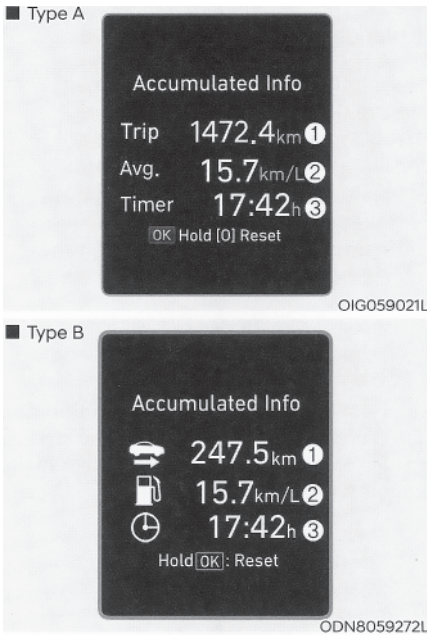 ■ Type A
Accumulated Info
Trip 1472.4km ①
Avg. 15.7km/L ②
Timer 17:42h ③
OK Hold [O] Reset
OIG059021L
■ Type B
Accumulated Info
247.5km ①
15.7km/L ②
17:42h ③
Hold OK : Reset
ODN8059272L